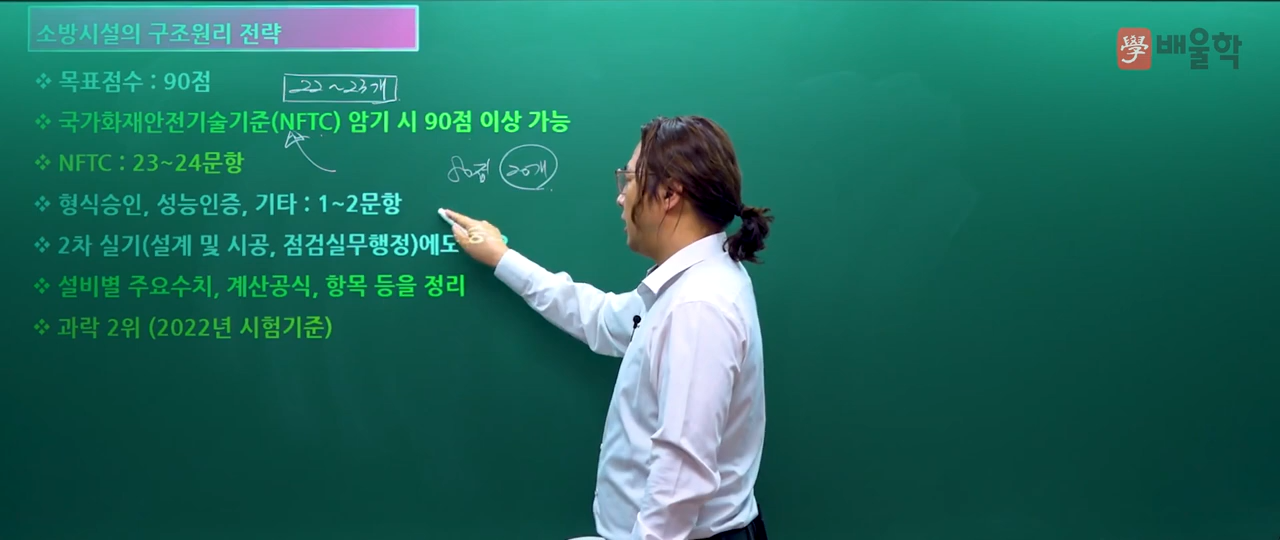 소방시설의 구조원리 전략
學 배울학
목표점수 : 90점
22~23개
국가화재안전기술기준(NFTC) 암기 시 90점 이상 가능
NFTC : 23~24문항
80점 20개
형식승인, 성능인증, 기타 : 1~2문항
2차 실기(설계 및 시공, 점검실무행정)에도
설비별 주요수치, 계산공식, 항목 등을 정리
과락 2위 (2022년 시험기준)